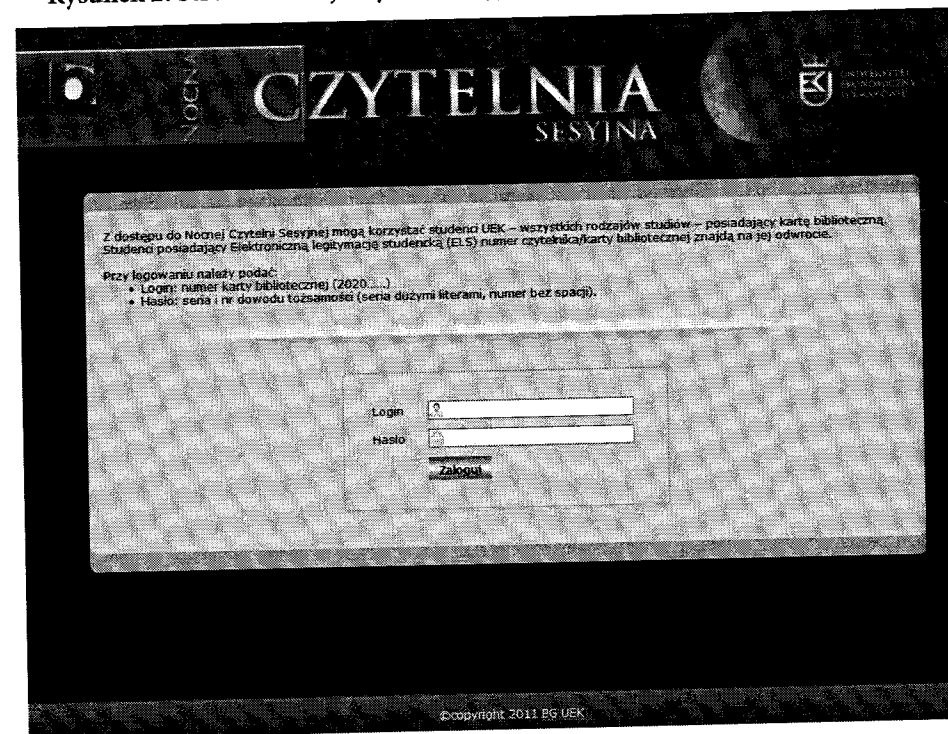 Rysunek 2.
NOCNA
CZYTELNIA
SESYJNA
UNIWERSYTET
EKONOMICZNY
W KRAKOWIE
Z dostępu do Nocnej Czytelni Sesyjnej mogą korzystać studenci UEK – wszystkich rodzajów studiów – posiadający kartę biblioteczną.
Studenci posiadający Elektroniczną legitymację studencką (ELS) numer czytelnika/karty bibliotecznej znajdą na jej odwrocie.
Przy logowaniu należy podać:
• Login: numer karty bibliotecznej (2020.....)
• Hasło: seria i nr dowodu tożsamości (seria dużymi literami, numer bez spacji).
Login
Hasło
Zaloguj
©copyright 2011 BG UEK